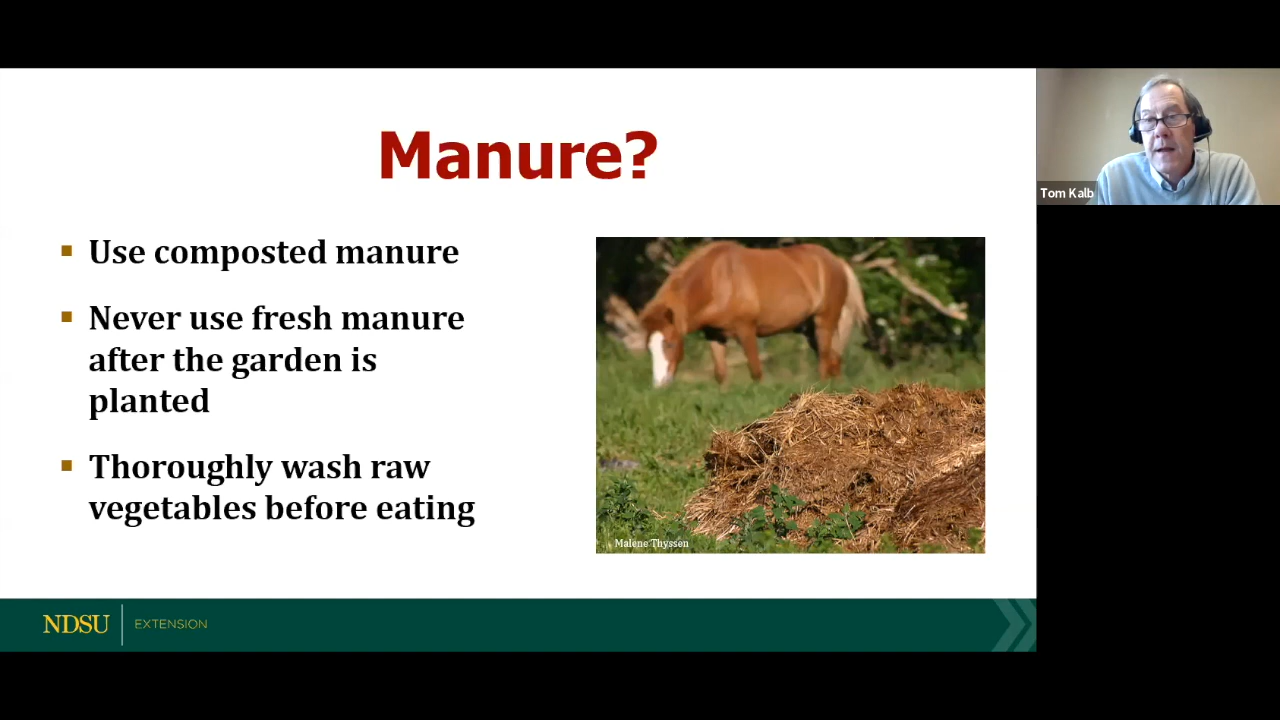 Manure?
Use composted manure
Never use fresh manure
after the garden is
planted
Thoroughly wash raw
vegetables before eating
Malene Thyssen
NDSU EXTENSION
Tom Kalb